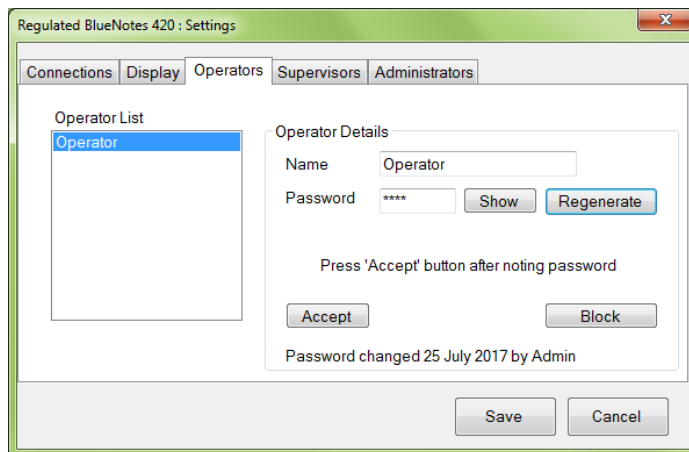 Regulated BlueNotes 420 : Settings
X
Connections Display Operators Supervisors Administrators
Operator List
Operator
Operator Details
Name Operator
Password **** Show Regenerate
Press 'Accept' button after noting password
Accept Block
Password changed 25 July 2017 by Admin
Save Cancel